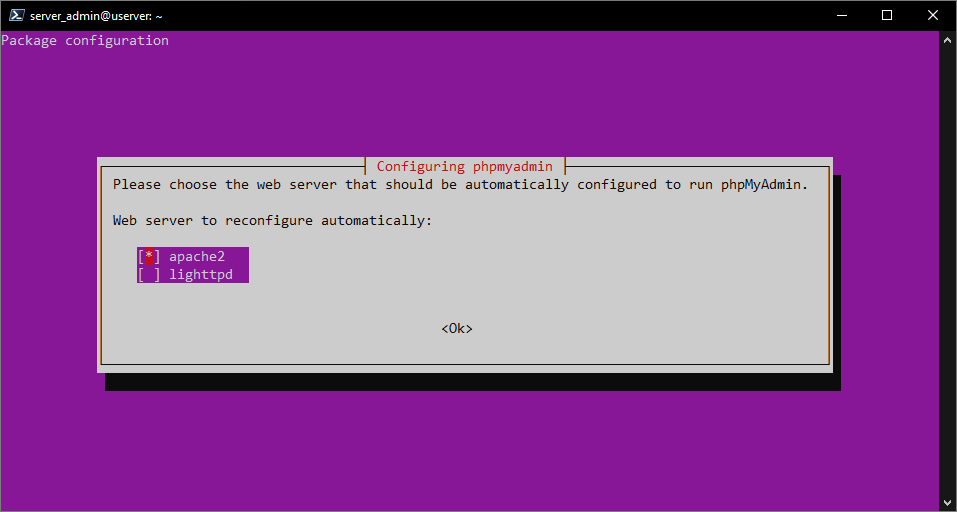 server_admin@userver: ~
Package configuration
Configuring phpmyadmin
Please choose the web server that should be automatically configured to run phpMyAdmin.
Web server to reconfigure automatically:
[*] apache2
[ ] lighttpd
<Ok>